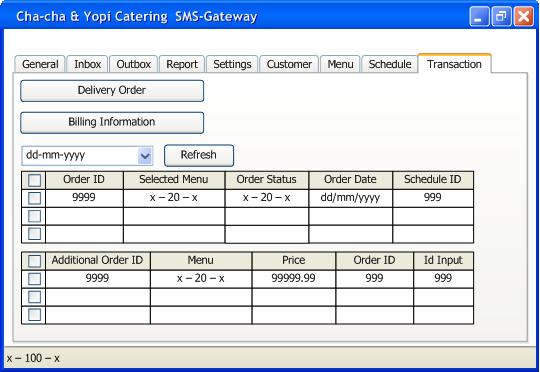 Cha-cha & Yopi Catering SMS-Gateway
General Inbox Outbox Report Settings Customer Menu Schedule Transaction
Delivery Order
Billing Information
dd-mm-yyyy Refresh
Order ID Selected Menu Order Status Order Date Schedule ID
9999 x – 20 – x x – 20 – x dd/mm/yyyy 999
Additional Order ID Menu Price Order ID Id Input
9999 x – 20 – x 99999.99 999 999
x – 100 – x